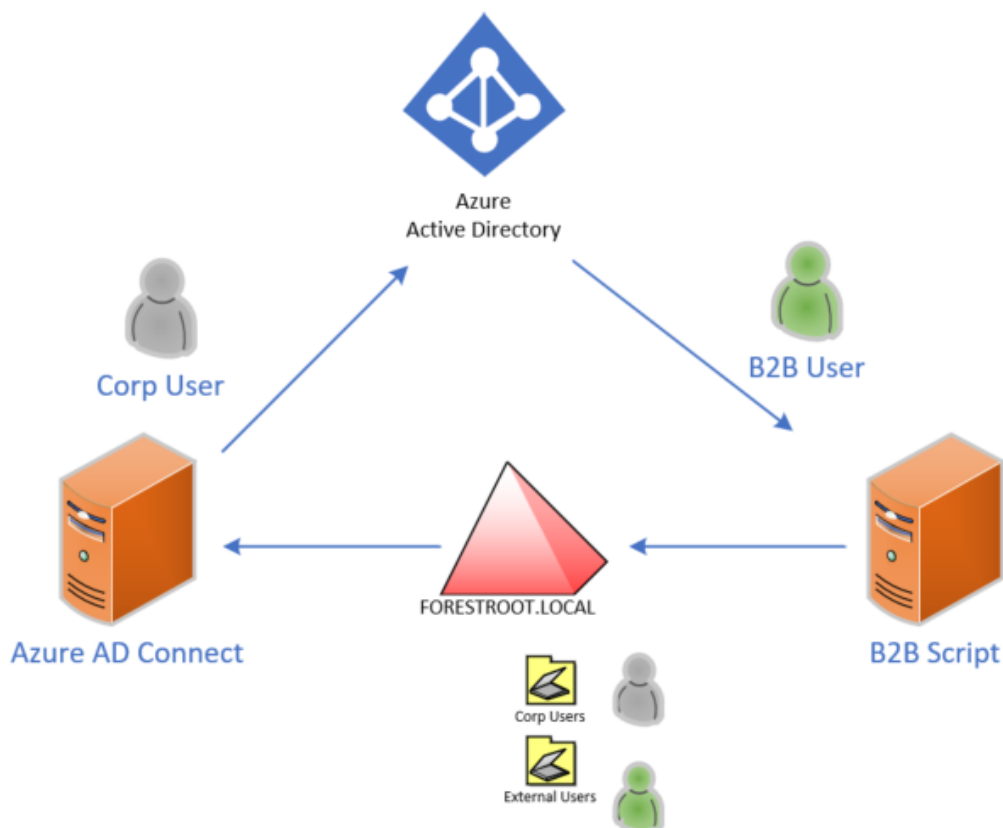 Azure
Active Directory
Corp User
B2B User
FORESTROOT.LOCAL
Azure AD Connect
B2B Script
Corp Users
External Users